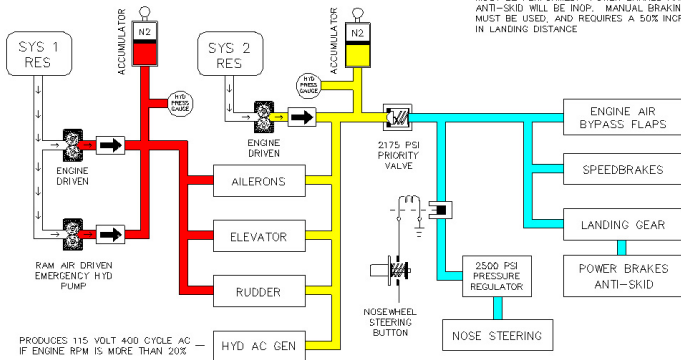 MUST BE USED, AND REQUIRES A 50%
ANTI-SKID WILL BE INOP. MANUAL
IN LANDING DISTANCE
ACCUMULATOR
N2
ACCUMULATOR
N2
SYS 1
RES
SYS 2
RES
HYD
PRESS
GAUGE
HYD
PRESS
GAUGE
ENGINE
DRIVEN
ENGINE
DRIVEN
2175 PSI
PRIORITY
VALVE
ENGINE AIR
BYPASS FLAPS
SPEEDBRAKES
LANDING GEAR
POWER BRAKES
ANTI-SKID
AILERONS
ELEVATOR
RUDDER
RAM AIR DRIVEN
EMERGENCY HYD
PUMP
2500 PSI
PRESSURE
REGULATOR
NOSEWHEEL
STEERING
BUTTON
NOSE STEERING
PRODUCES 115 VOLT 400 CYCLE AC
IF ENGINE RPM IS MORE THAN 20%
HYD AC GEN